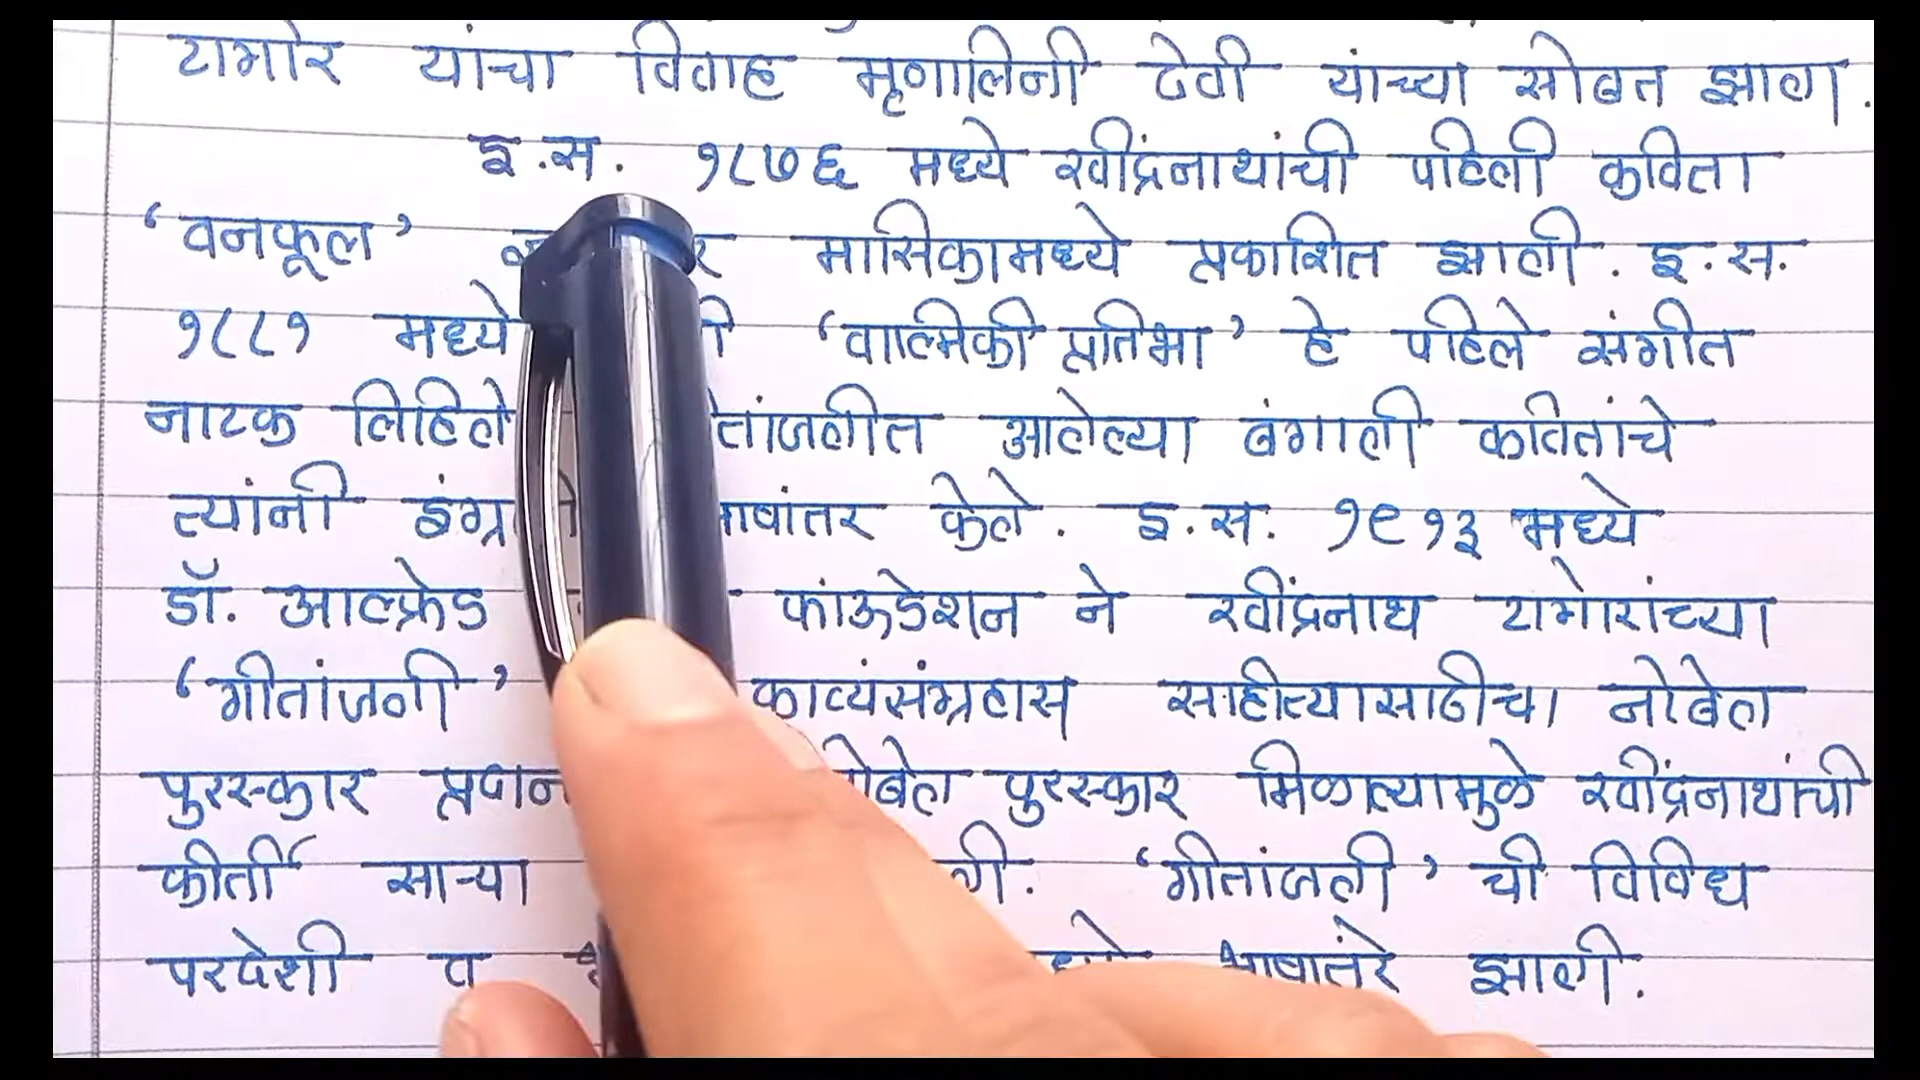 टागोर यांचा विवाह मृणालिनी देवी यांच्या सोबत झाला.
इ.स. १८७६ मध्ये रवींद्रनाथांची पहिली कविता
‘वनफूल’ मासिकामध्ये प्रकाशित झाली. इ.स.
१८८१ मध्ये ‘वाल्मिकी प्रतिभा’ हे पहिले संगीत
नाटक लिहिले आलेल्या बंगाली कवितांचे
त्यांनी केले. इ.स. १९१३ मध्ये
डॉ. आल्फ्रेड फांऊडेशन ने रवींद्रनाथ टागोरांच्या
‘गीतांजली’ काव्यसंग्रहास साहीत्यासाठीचा नोबेल
पुरस्कार पुरस्कार मिळाल्यामुळे रवींद्रनाथांची
कीर्ती साऱ्या ‘गीतांजली’ ची विविध
परदेशी व भाषांतरे झाली.